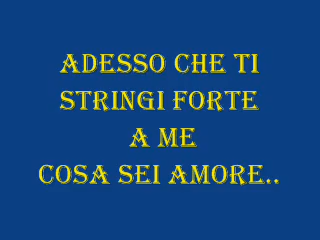 ADESSO CHE TI
STRINGI FORTE
A ME
COSA SEI AMORE..